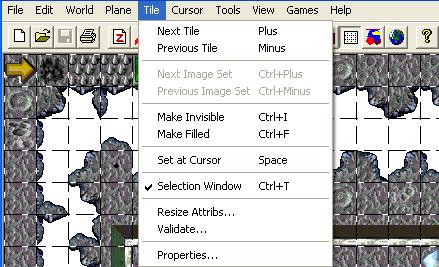 File Edit World Plane Tile Cursor Tools View Games Help
Next Tile Plus
Previous Tile Minus
Next Image Set Ctrl+Plus
Previous Image Set Ctrl+Minus
Make Invisible Ctrl+I
Make Filled Ctrl+F
Set at Cursor Space
Selection Window Ctrl+T
Resize Attribs...
Validate...
Properties...